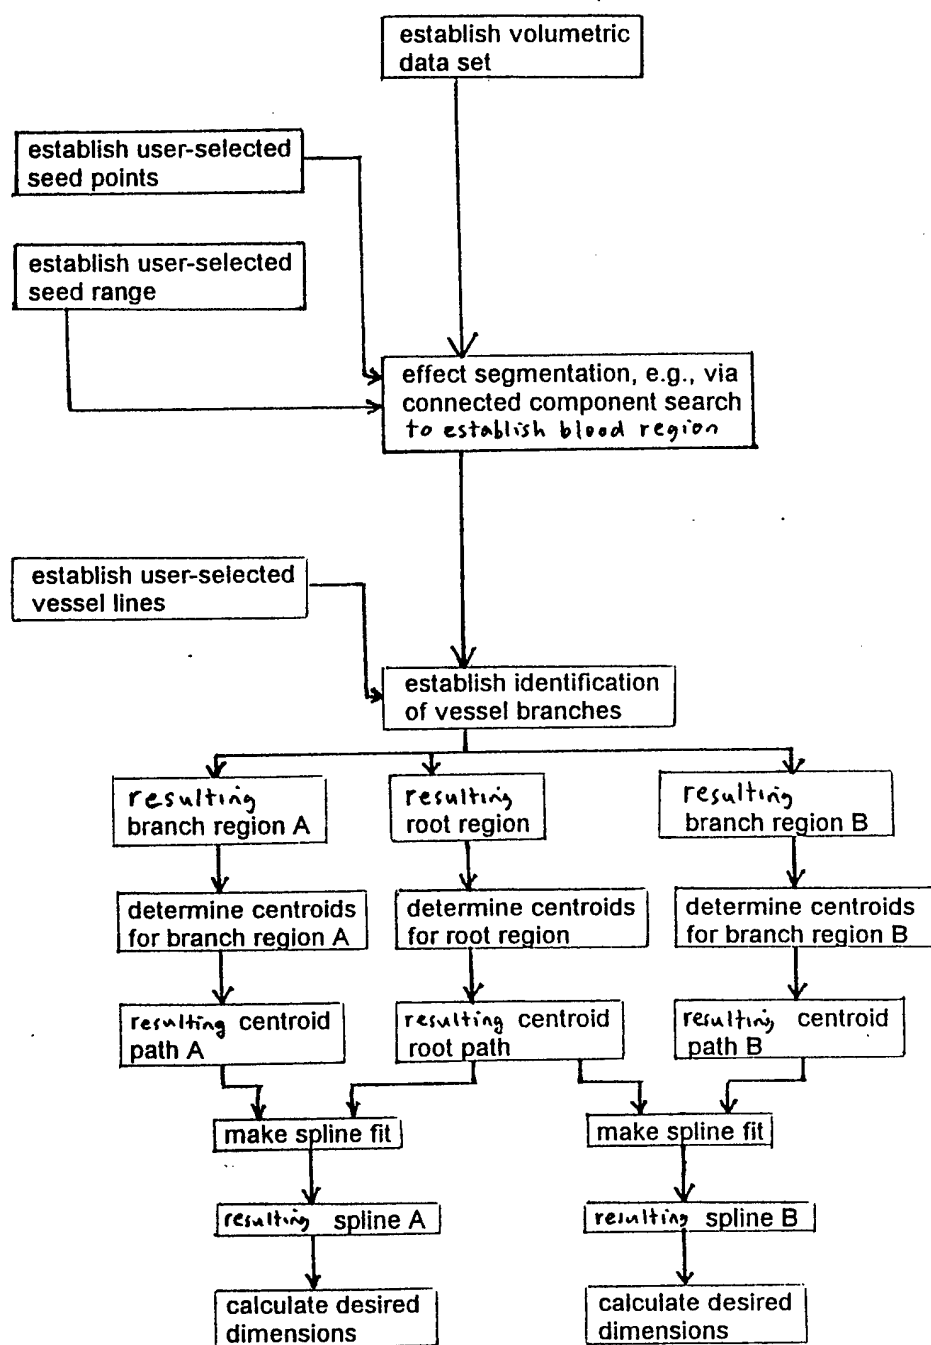 establish volumetric
data set
establish user-selected
seed points
establish user-selected
seed range
effect segmentation, e.g., via
connected component search
to establish blood region
establish user-selected
vessel lines
establish identification
of vessel branches
resulting
branch region A
resulting
root region
resulting
branch region B
determine centroids
for branch region A
determine centroids
for root region
determine centroids
for branch region B
resulting centroid
path A
resulting centroid
root path
resulting centroid
path B
make spline fit
make spline fit
resulting spline A
resulting spline B
calculate desired
dimensions
calculate desired
dimensions